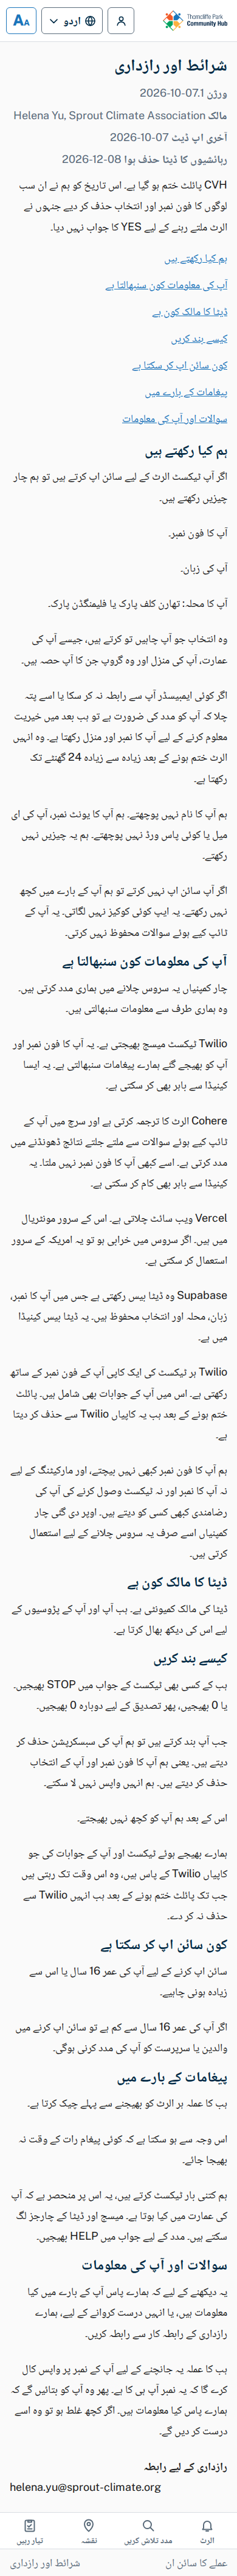 Thorncliffe Park
Community Hub
اردو
AA
شرائط اور رازداری
ورژن 1.07-10-2026
مالک Helena Yu, Sprout Climate Association
آخری اپ ڈیٹ 07-10-2026
ربائشیوں کا ڈیٹا حذف ہوا 08-12-2026
CVH پائلٹ ختم ہو گیا ہے۔ اس تاریخ کو ہم نے ان سب
لوگوں کا فون نمبر اور انتخاب حذف کر دیے جنہوں نے
الرٹ ملتے رہنے کے لیے YES کا جواب نہیں دیا۔
ہم کیا رکھتے ہیں
آپ کی معلومات کون سنبھالتا ہے
ڈیٹا کا مالک کون ہے
کیسے بند کریں
کون سائن اپ کر سکتا ہے
پیغامات کے بارے میں
سوالات اور آپ کی معلومات
ہم کیا رکھتے ہیں
اگر آپ ٹیکسٹ الرٹ کے لیے سائن اپ کرتے ہیں تو ہم چار
چیزیں رکھتے ہیں۔
آپ کا فون نمبر۔
آپ کی زبان۔
آپ کا محلہ: تھارن کلف پارک یا فلیمنگڈن پارک۔
وہ انتخاب جو آپ چاہیں تو کرتے ہیں، جیسے آپ کی
عمارت، آپ کی منزل اور وہ گروپ جن کا آپ حصہ ہیں۔
اگر کوئی ایمبیسڈر آپ سے رابطہ نہ کر سکا یا اسے پتہ
چلا کہ آپ کو مدد کی ضرورت ہے تو ہب بعد میں خیریت
معلوم کرنے کے لیے آپ کا نمبر اور منزل رکھتا ہے۔ وہ انہیں
الرٹ ختم ہونے کے بعد زیادہ سے زیادہ 24 گھنٹے تک
رکھتا ہے۔
ہم آپ کا نام نہیں پوچھتے۔ ہم آپ کا یونٹ نمبر، آپ کی ای
میل یا کوئی پاس ورڈ نہیں پوچھتے۔ ہم یہ چیزیں نہیں
رکھتے۔
اگر آپ سائن اپ نہیں کرتے تو ہم آپ کے بارے میں کچھ
نہیں رکھتے۔ یہ ایپ کوئی کوکیز نہیں لگاتی۔ یہ آپ کے
ٹائپ کیے ہوئے سوالات محفوظ نہیں کرتی۔
آپ کی معلومات کون سنبھالتا ہے
چار کمپنیاں یہ سروس چلانے میں ہماری مدد کرتی ہیں۔
وہ ہماری طرف سے معلومات سنبھالتی ہیں۔
Twilio ٹیکسٹ میسج بھیجتی ہے۔ یہ آپ کا فون نمبر اور
آپ کو بھیجے گئے ہمارے پیغامات سنبھالتی ہے۔ یہ ایسا
کینیڈا سے باہر بھی کر سکتی ہے۔
Cohere الرٹ کا ترجمہ کرتی ہے اور سرچ میں آپ کے
ٹائپ کیے ہوئے سوالات سے ملتے جلتے نتائج ڈھونڈنے میں
مدد کرتی ہے۔ اسے کبھی آپ کا فون نمبر نہیں ملتا۔ یہ
کینیڈا سے باہر بھی کام کر سکتی ہے۔
Vercel ویب سائٹ چلاتی ہے۔ اس کے سرور مونٹریال
میں ہیں۔ اگر سروس میں خرابی ہو تو یہ امریکہ کے سرور
استعمال کر سکتی ہے۔
Supabase وہ ڈیٹا بیس رکھتی ہے جس میں آپ کا نمبر،
زبان، محلہ اور انتخاب محفوظ ہیں۔ یہ ڈیٹا بیس کینیڈا
میں ہے۔
Twilio ہر ٹیکسٹ کی ایک کاپی آپ کے فون نمبر کے ساتھ
رکھتی ہے۔ اس میں آپ کے جوابات بھی شامل ہیں۔ پائلٹ
ختم ہونے کے بعد ہب یہ کاپیاں Twilio سے حذف کر دیتا
ہے۔
ہم آپ کا فون نمبر کبھی نہیں بیچتے، اور مارکیٹنگ کے لیے
نہ آپ کا نمبر اور نہ ٹیکسٹ وصول کرنے کی آپ کی
رضامندی کبھی کسی کو دیتے ہیں۔ اوپر دی گئی چار
کمپنیاں اسے صرف یہ سروس چلانے کے لیے استعمال
کرتی ہیں۔
ڈیٹا کا مالک کون ہے
ڈیٹا کی مالک کمیونٹی ہے۔ ہب آپ اور آپ کے پڑوسیوں کے
لیے اس کی دیکھ بھال کرتا ہے۔
کیسے بند کریں
ہب کے کسی بھی ٹیکسٹ کے جواب میں STOP بھیجیں۔
یا 0 بھیجیں، پھر تصدیق کے لیے دوبارہ 0 بھیجیں۔
جب آپ بند کرتے ہیں تو ہم آپ کی سبسکرپشن حذف کر
دیتے ہیں۔ یعنی ہم آپ کا فون نمبر اور آپ کے انتخاب
حذف کر دیتے ہیں۔ ہم انہیں واپس نہیں لا سکتے۔
اس کے بعد ہم آپ کو کچھ نہیں بھیجتے۔
ہمارے بھیجے ہوئے ٹیکسٹ اور آپ کے جوابات کی جو
کاپیاں Twilio کے پاس ہیں، وہ اس وقت تک رہتی ہیں
جب تک پائلٹ ختم ہونے کے بعد ہب انہیں Twilio سے
حذف نہ کر دے۔
کون سائن اپ کر سکتا ہے
سائن اپ کرنے کے لیے آپ کی عمر 16 سال یا اس سے
زیادہ ہونی چاہیے۔
اگر آپ کی عمر 16 سال سے کم ہے تو سائن اپ کرنے میں
والدین یا سرپرست کو آپ کی مدد کرنی ہوگی۔
پیغامات کے بارے میں
ہب کا عملہ ہر الرٹ کو بھیجنے سے پہلے چیک کرتا ہے۔
اس وجہ سے ہو سکتا ہے کہ کوئی پیغام رات کے وقت نہ
بھیجا جائے۔
ہم کتنی بار ٹیکسٹ کرتے ہیں، یہ اس پر منحصر ہے کہ آپ
کی عمارت میں کیا ہوتا ہے۔ میسج اور ڈیٹا کے چارجز لگ
سکتے ہیں۔ مدد کے لیے جواب میں HELP بھیجیں۔
سوالات اور آپ کی معلومات
یہ دیکھنے کے لیے کہ ہمارے پاس آپ کے بارے میں کیا
معلومات ہیں، یا انہیں درست کروانے کے لیے، ہمارے
رازداری کے رابطہ کار سے رابطہ کریں۔
ہب کا عملہ یہ جانچنے کے لیے آپ کے نمبر پر واپس کال
کرے گا کہ یہ نمبر آپ ہی کا ہے۔ پھر وہ آپ کو بتائیں گے کہ
ہمارے پاس کیا معلومات ہیں۔ اگر کچھ غلط ہو تو وہ اسے
درست کر دیں گے۔
رازداری کے لیے رابطہ
helena.yu@sprout-climate.org
الرٹ
مدد تلاش کریں
نقشہ
تیار رہیں
عملے کا سائن ان
شرائط اور رازداری